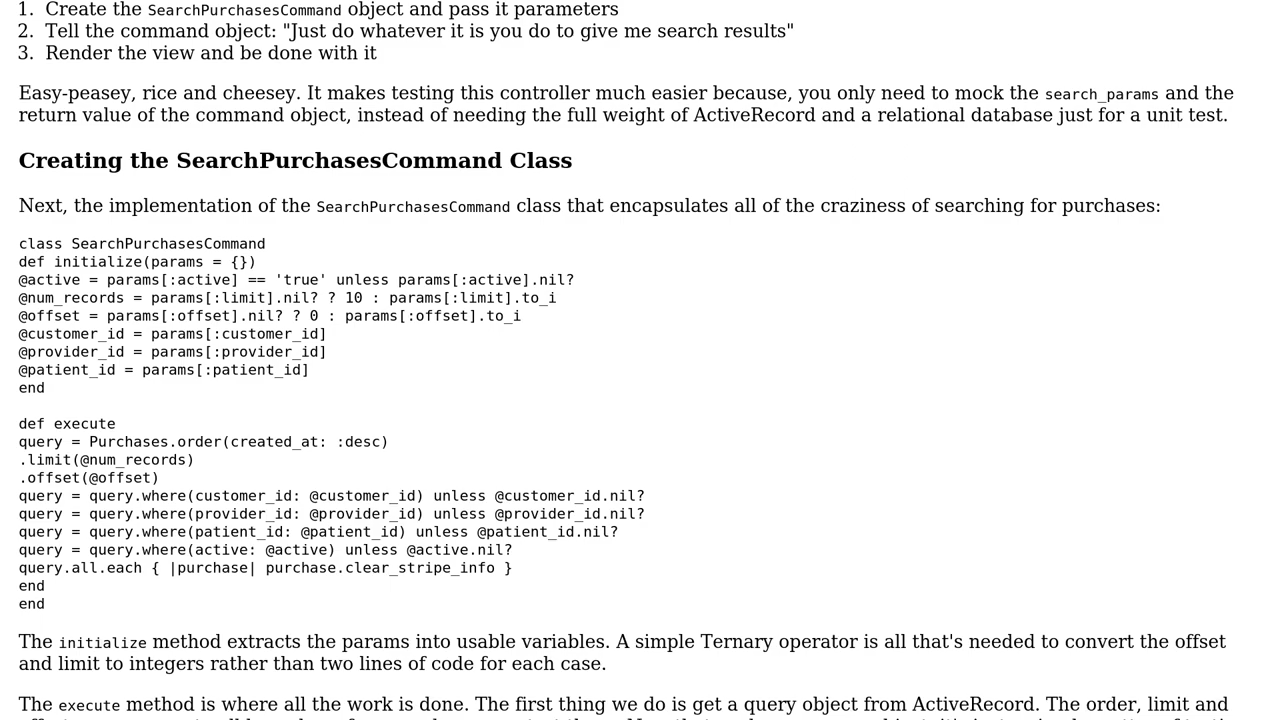 1. Create the SearchPurchasesCommand object and pass it parameters
2. Tell the command object: "Just do whatever it is you do to give me search results"
3. Render the view and be done with it
Easy-peasey, rice and cheesey. It makes testing this controller much easier because, you only need to mock the search_params and the
return value of the command object, instead of needing the full weight of ActiveRecord and a relational database just for a unit test.
Creating the SearchPurchasesCommand Class
Next, the implementation of the SearchPurchasesCommand class that encapsulates all of the craziness of searching for purchases:
class SearchPurchasesCommand
def initialize(params = {})
@active = params[:active] == 'true' unless params[:active].nil?
@num_records = params[:limit].nil? ? 10 : params[:limit].to_i
@offset = params[:offset].nil? ? 0 : params[:offset].to_i
@customer_id = params[:customer_id]
@provider_id = params[:provider_id]
@patient_id = params[:patient_id]
end
def execute
query = Purchases.order(created_at: :desc)
.limit(@num_records)
.offset(@offset)
query = query.where(customer_id: @customer_id) unless @customer_id.nil?
query = query.where(provider_id: @provider_id) unless @provider_id.nil?
query = query.where(patient_id: @patient_id) unless @patient_id.nil?
query = query.where(active: @active) unless @active.nil?
query.all.each { |purchase| purchase.clear_stripe_info }
end
end
The initialize method extracts the params into usable variables. A simple Ternary operator is all that's needed to convert the offset
and limit to integers rather than two lines of code for each case.
The execute method is where all the work is done. The first thing we do is get a query object from ActiveRecord. The order, limit and